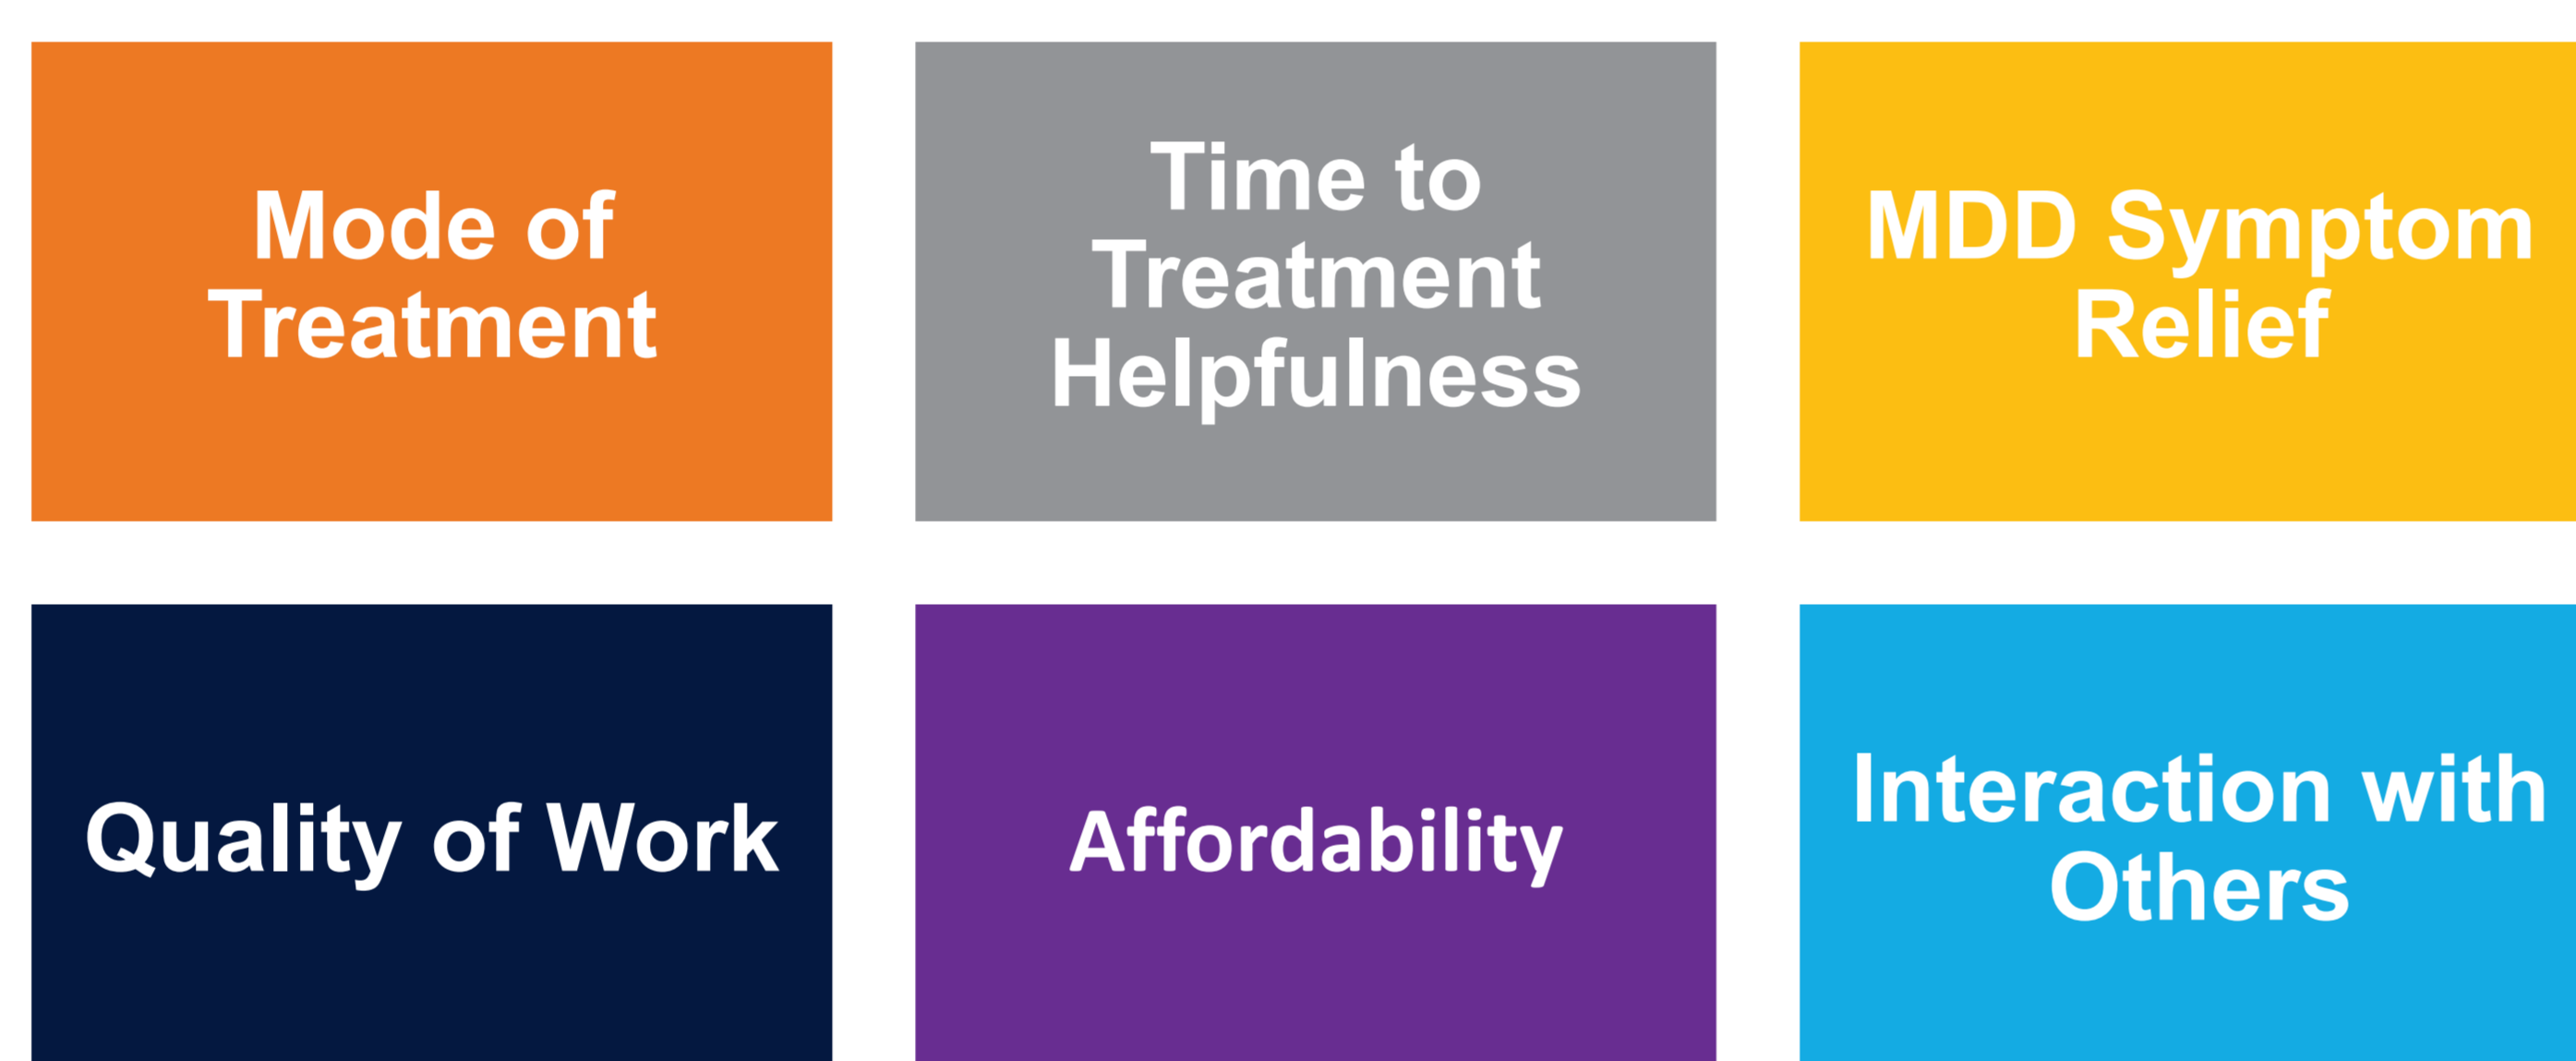 Mode of
Treatment
Time to
Treatment
Helpfulness
MDD Symptom
Relief
Quality of Work
Affordability
Interaction with
Others